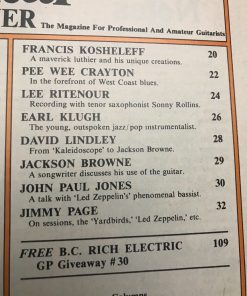 ER The Magazine For Professional And Amateur Guitarists
FRANCIS KOSHELEFF 20
A maverick luthier and his unique creations.
PEE WEE CRAYTON 22
In the forefront of West Coast blues.
LEE RITENOUR 24
Recording with tenor saxophonist Sonny Rollins.
EARL KLUGH 26
The young, outspoken jazz/pop instrumentalist.
DAVID LINDLEY 28
From 'Kaleidoscope' to Jackson Browne.
JACKSON BROWNE 29
A songwriter discusses his use of the guitar.
JOHN PAUL JONES 30
A talk with 'Led Zeppelin's' phenomenal bassist.
JIMMY PAGE 32
On sessions, the 'Yardbirds,' 'Led Zeppelin,' etc.
FREE B.C. RICH ELECTRIC 109
GP Giveaway #30
Columns